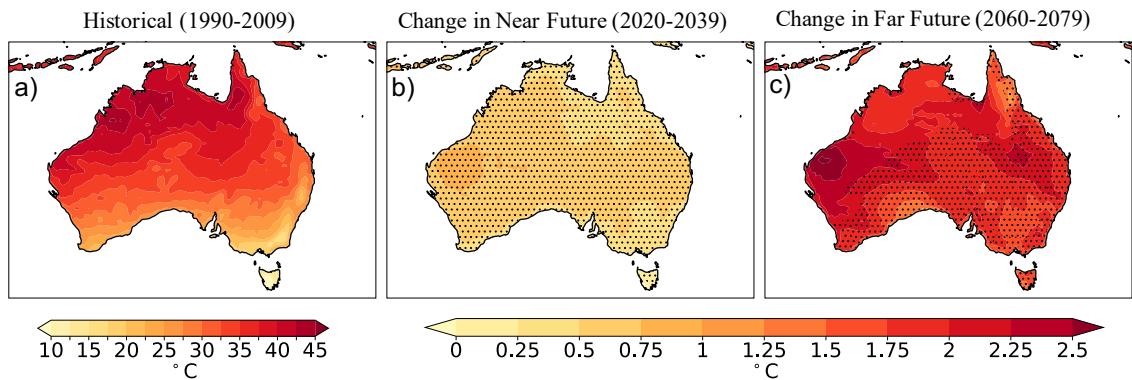 Historical (1990-2009) Change in Near Future (2020-2039) Change in Far Future (2060-2079)
a) b) c)
10 15 20 25 30 35 40 45 0 0.25 0.5 0.75 1 1.25 1.5 1.75 2 2.25 2.5
°C °C